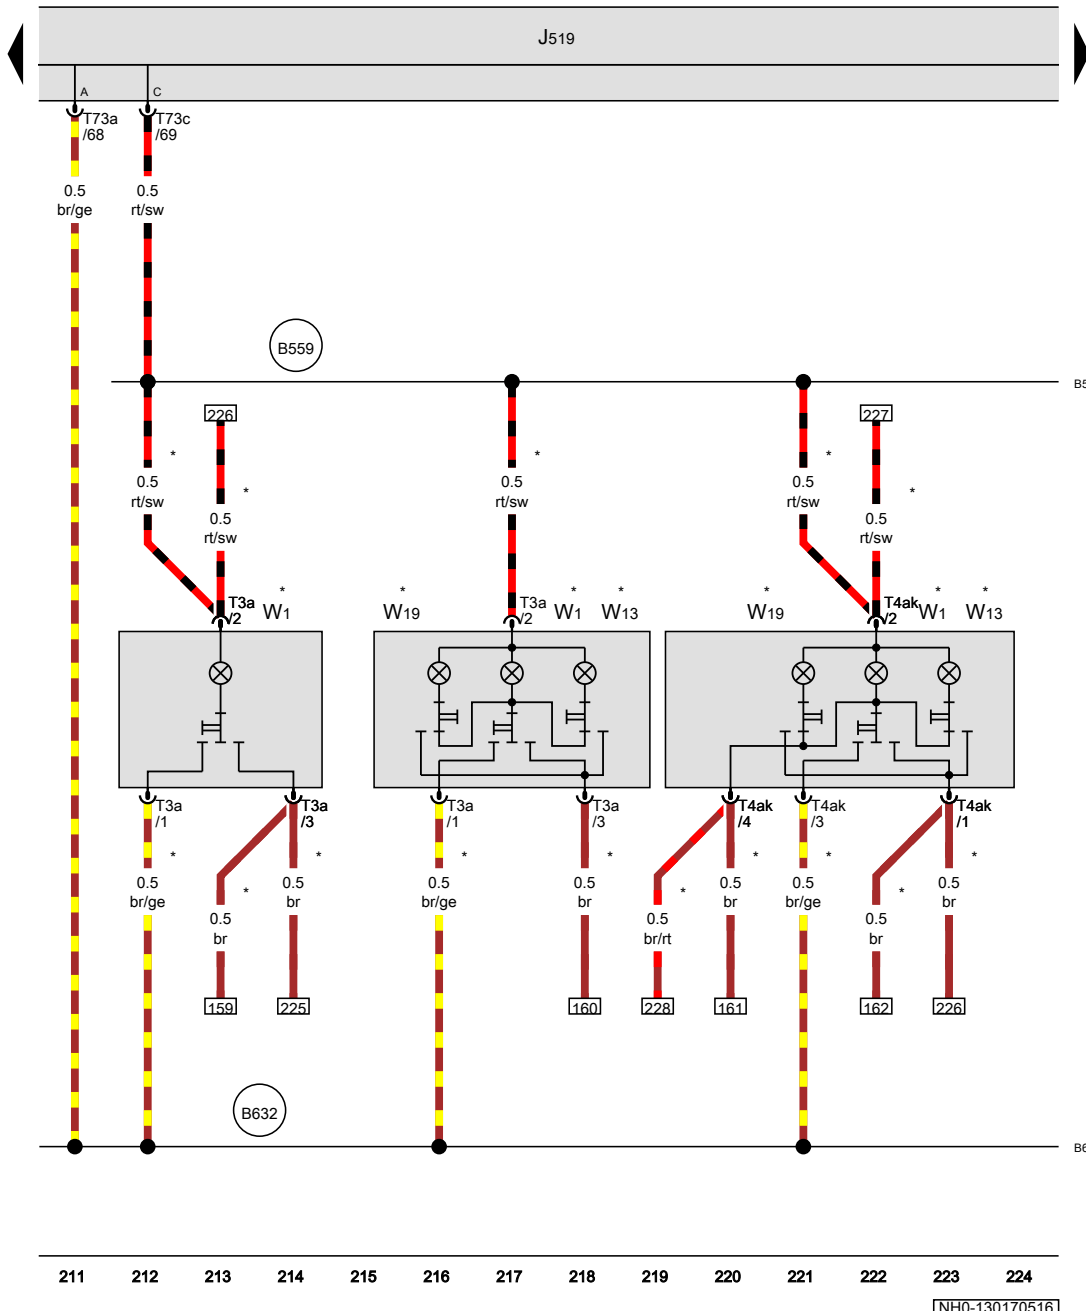 J519
A
C
T73a
/68
T73c
/69
0.5
br/ge
0.5
rt/sw
B559
B5
226
227
*
*
*
*
*
0.5
rt/sw
0.5
rt/sw
0.5
rt/sw
0.5
rt/sw
0.5
rt/sw
T3a
/2
*
W1
*
W19
T3a
/2
*
W1
*
W13
*
W19
T4ak
/2
*
W1
*
W13
T3a
/1
T3a
/3
T3a
/1
T3a
/3
T4ak
/4
T4ak
/3
T4ak
/1
*
*
*
*
*
*
*
*
*
*
0.5
br/ge
0.5
br
0.5
br
0.5
br/ge
0.5
br
0.5
br/rt
0.5
br
0.5
br/ge
0.5
br
0.5
br
159
225
160
228
161
162
226
B632
B6
211 212 213 214 215 216 217 218 219 220 221 222 223 224
NH0-130170516